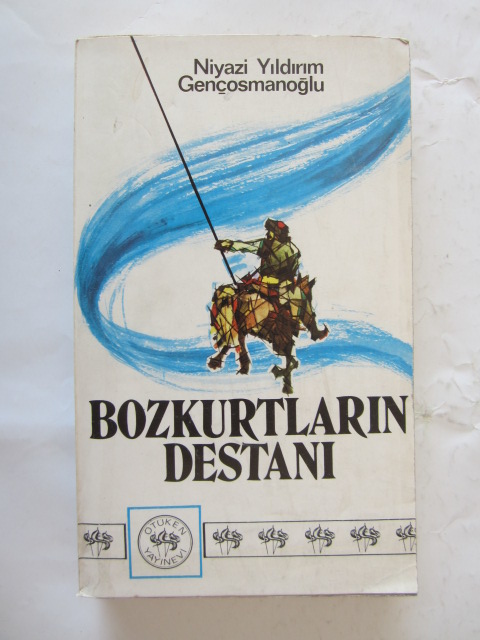 Niyazi Yıldırım
Gençosmanoğlu
BOZKURTLARIN
DESTANI
ÖTÜKEN
YAYINEVİ